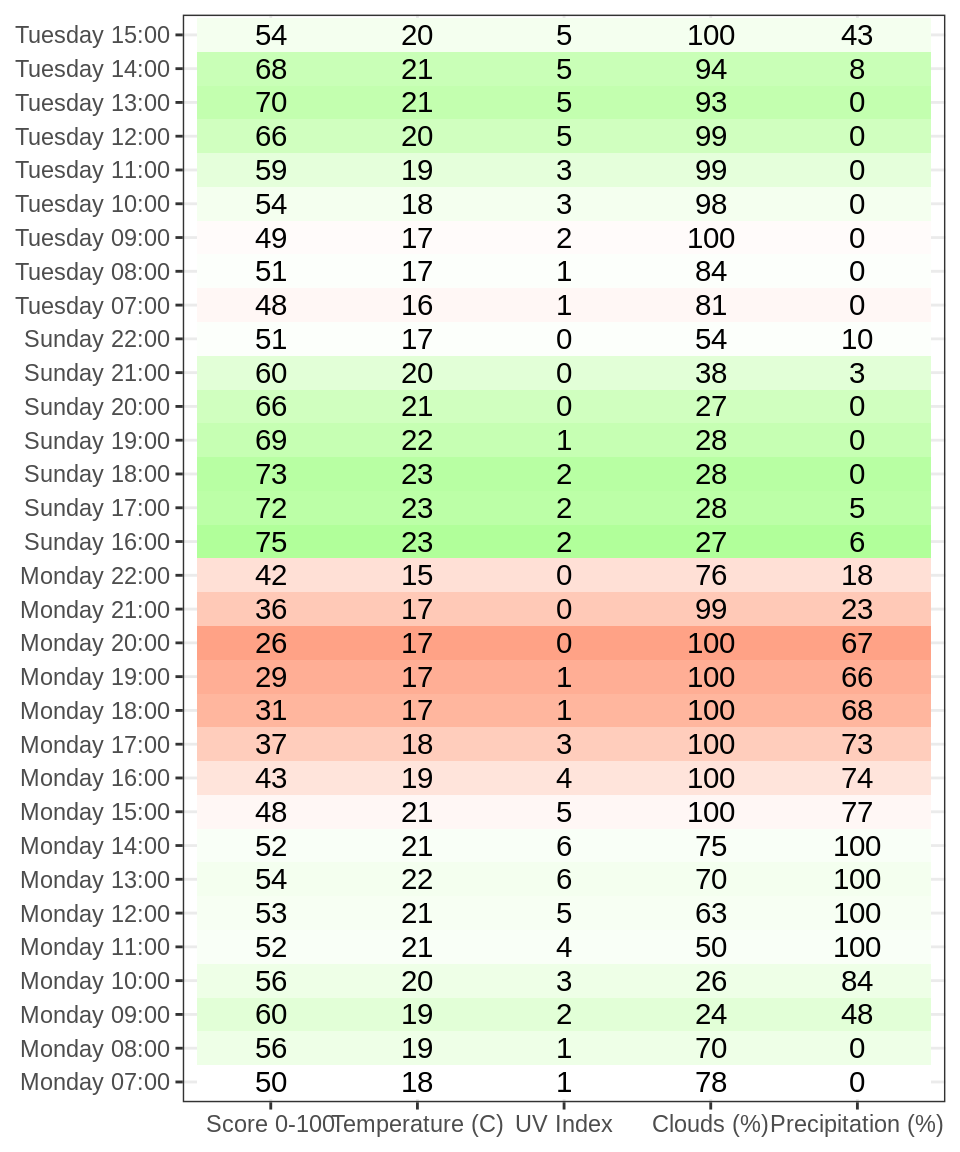 Tuesday 15:00 54 20 5 100 43
Tuesday 14:00 68 21 5 94 8
Tuesday 13:00 70 21 5 93 0
Tuesday 12:00 66 20 5 99 0
Tuesday 11:00 59 19 3 99 0
Tuesday 10:00 54 18 3 98 0
Tuesday 09:00 49 17 2 100 0
Tuesday 08:00 51 17 1 84 0
Tuesday 07:00 48 16 1 81 0
Sunday 22:00 51 17 0 54 10
Sunday 21:00 60 20 0 38 3
Sunday 20:00 66 21 0 27 0
Sunday 19:00 69 22 1 28 0
Sunday 18:00 73 23 2 28 0
Sunday 17:00 72 23 2 28 5
Sunday 16:00 75 23 2 27 6
Monday 22:00 42 15 0 76 18
Monday 21:00 36 17 0 99 23
Monday 20:00 26 17 0 100 67
Monday 19:00 29 17 1 100 66
Monday 18:00 31 17 1 100 68
Monday 17:00 37 18 3 100 73
Monday 16:00 43 19 4 100 74
Monday 15:00 48 21 5 100 77
Monday 14:00 52 21 6 75 100
Monday 13:00 54 22 6 70 100
Monday 12:00 53 21 5 63 100
Monday 11:00 52 21 4 50 100
Monday 10:00 56 20 3 26 84
Monday 09:00 60 19 2 24 48
Monday 08:00 56 19 1 70 0
Monday 07:00 50 18 1 78 0
Score 0-100 Temperature (C) UV Index Clouds (%) Precipitation (%)